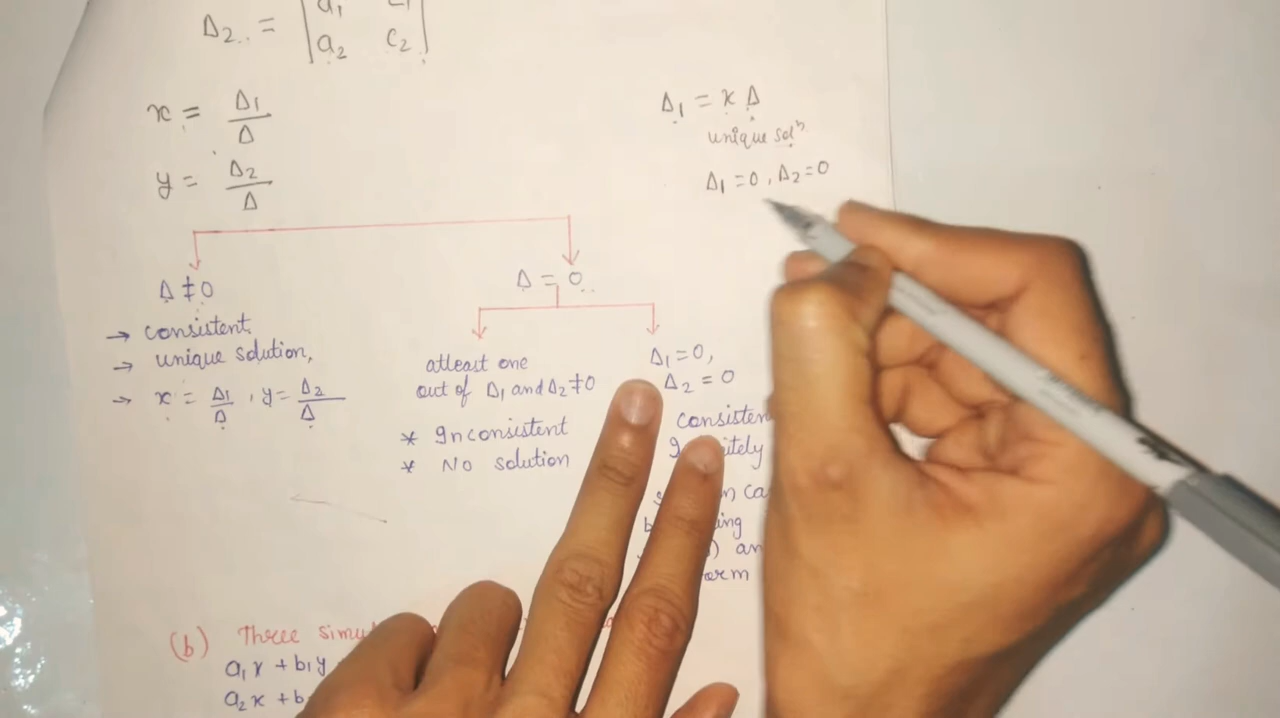 Δ₂ = | a₁ c₁ |
| a₂ c₂ |
x = Δ₁/Δ
y = Δ₂/Δ
Δ₁ = x Δ
unique solⁿ
Δ₁ = 0, Δ₂ = 0
Δ ≠ 0
→ consistent
→ unique solution,
→ x = Δ₁/Δ, y = Δ₂/Δ
Δ = 0
atleast one
out of Δ₁ and Δ₂ ≠ 0
* Inconsistent
* No solution
Δ₁ = 0,
Δ₂ = 0
Consisten
(b) Three
a₁x + b₁y
a₂x + b